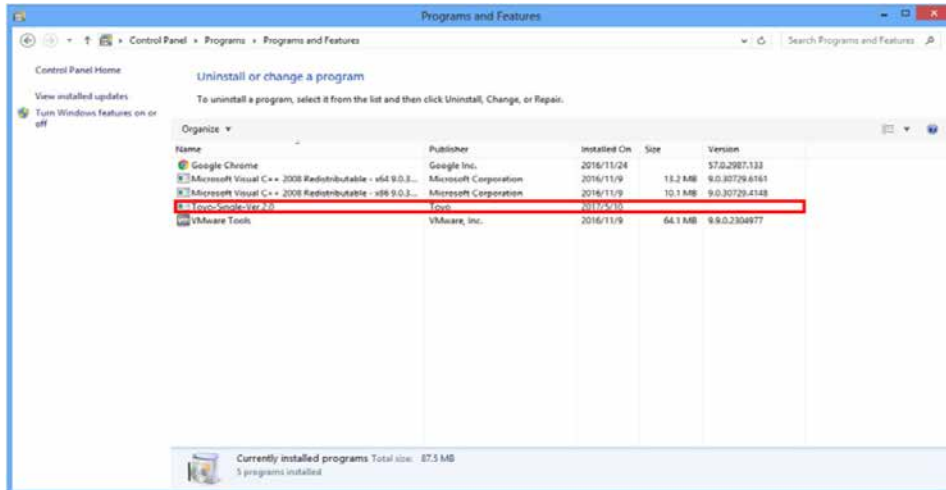 Programs and Features
Control Panel ▸ Programs ▸ Programs and Features
Search Programs and Features
Control Panel Home
View installed updates
Turn Windows features on or
off
Uninstall or change a program
To uninstall a program, select it from the list and then click Uninstall, Change, or Repair.
Organize
Name Publisher Installed On Size Version
Google Chrome Google Inc. 2016/11/24 57.0.2987.133
Microsoft Visual C++ 2008 Redistributable - x64 9.0.3... Microsoft Corporation 2016/11/9 13.2 MB 9.0.30729.6161
Microsoft Visual C++ 2008 Redistributable - x86 9.0.3... Microsoft Corporation 2016/11/9 10.1 MB 9.0.30729.4148
Toyo-Single-Ver.2.0 Toyo 2017/5/10
VMware Tools VMware, Inc. 2016/11/9 64.1 MB 9.9.0.2304977
Currently installed programs Total size: 87.5 MB
5 programs installed